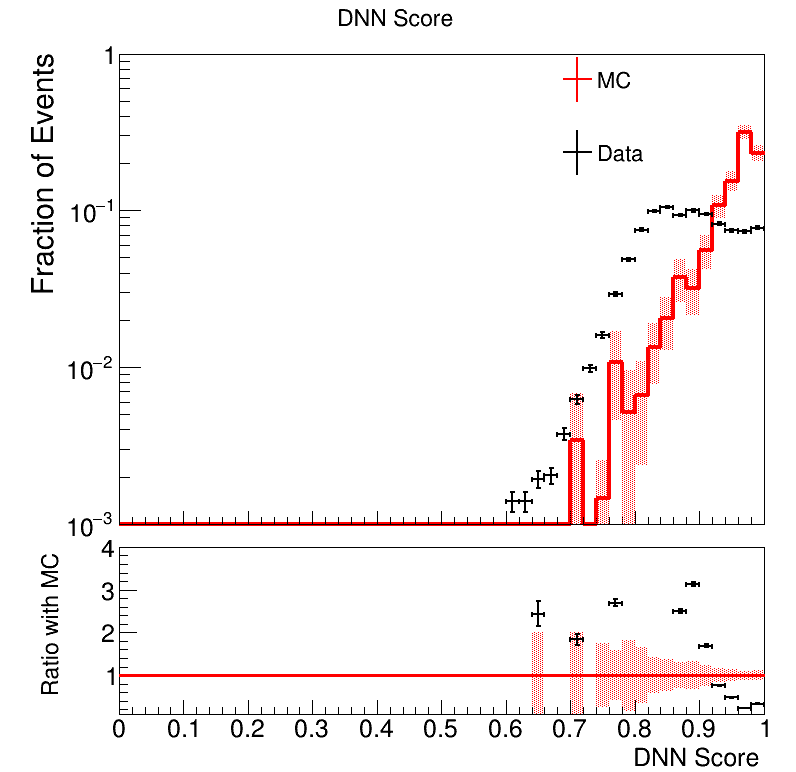 DNN Score
Fraction of Events
1
10⁻¹
10⁻²
10⁻³
MC
Data
Ratio with MC
4
3
2
1
0 0.1 0.2 0.3 0.4 0.5 0.6 0.7 0.8 0.9 1
DNN Score